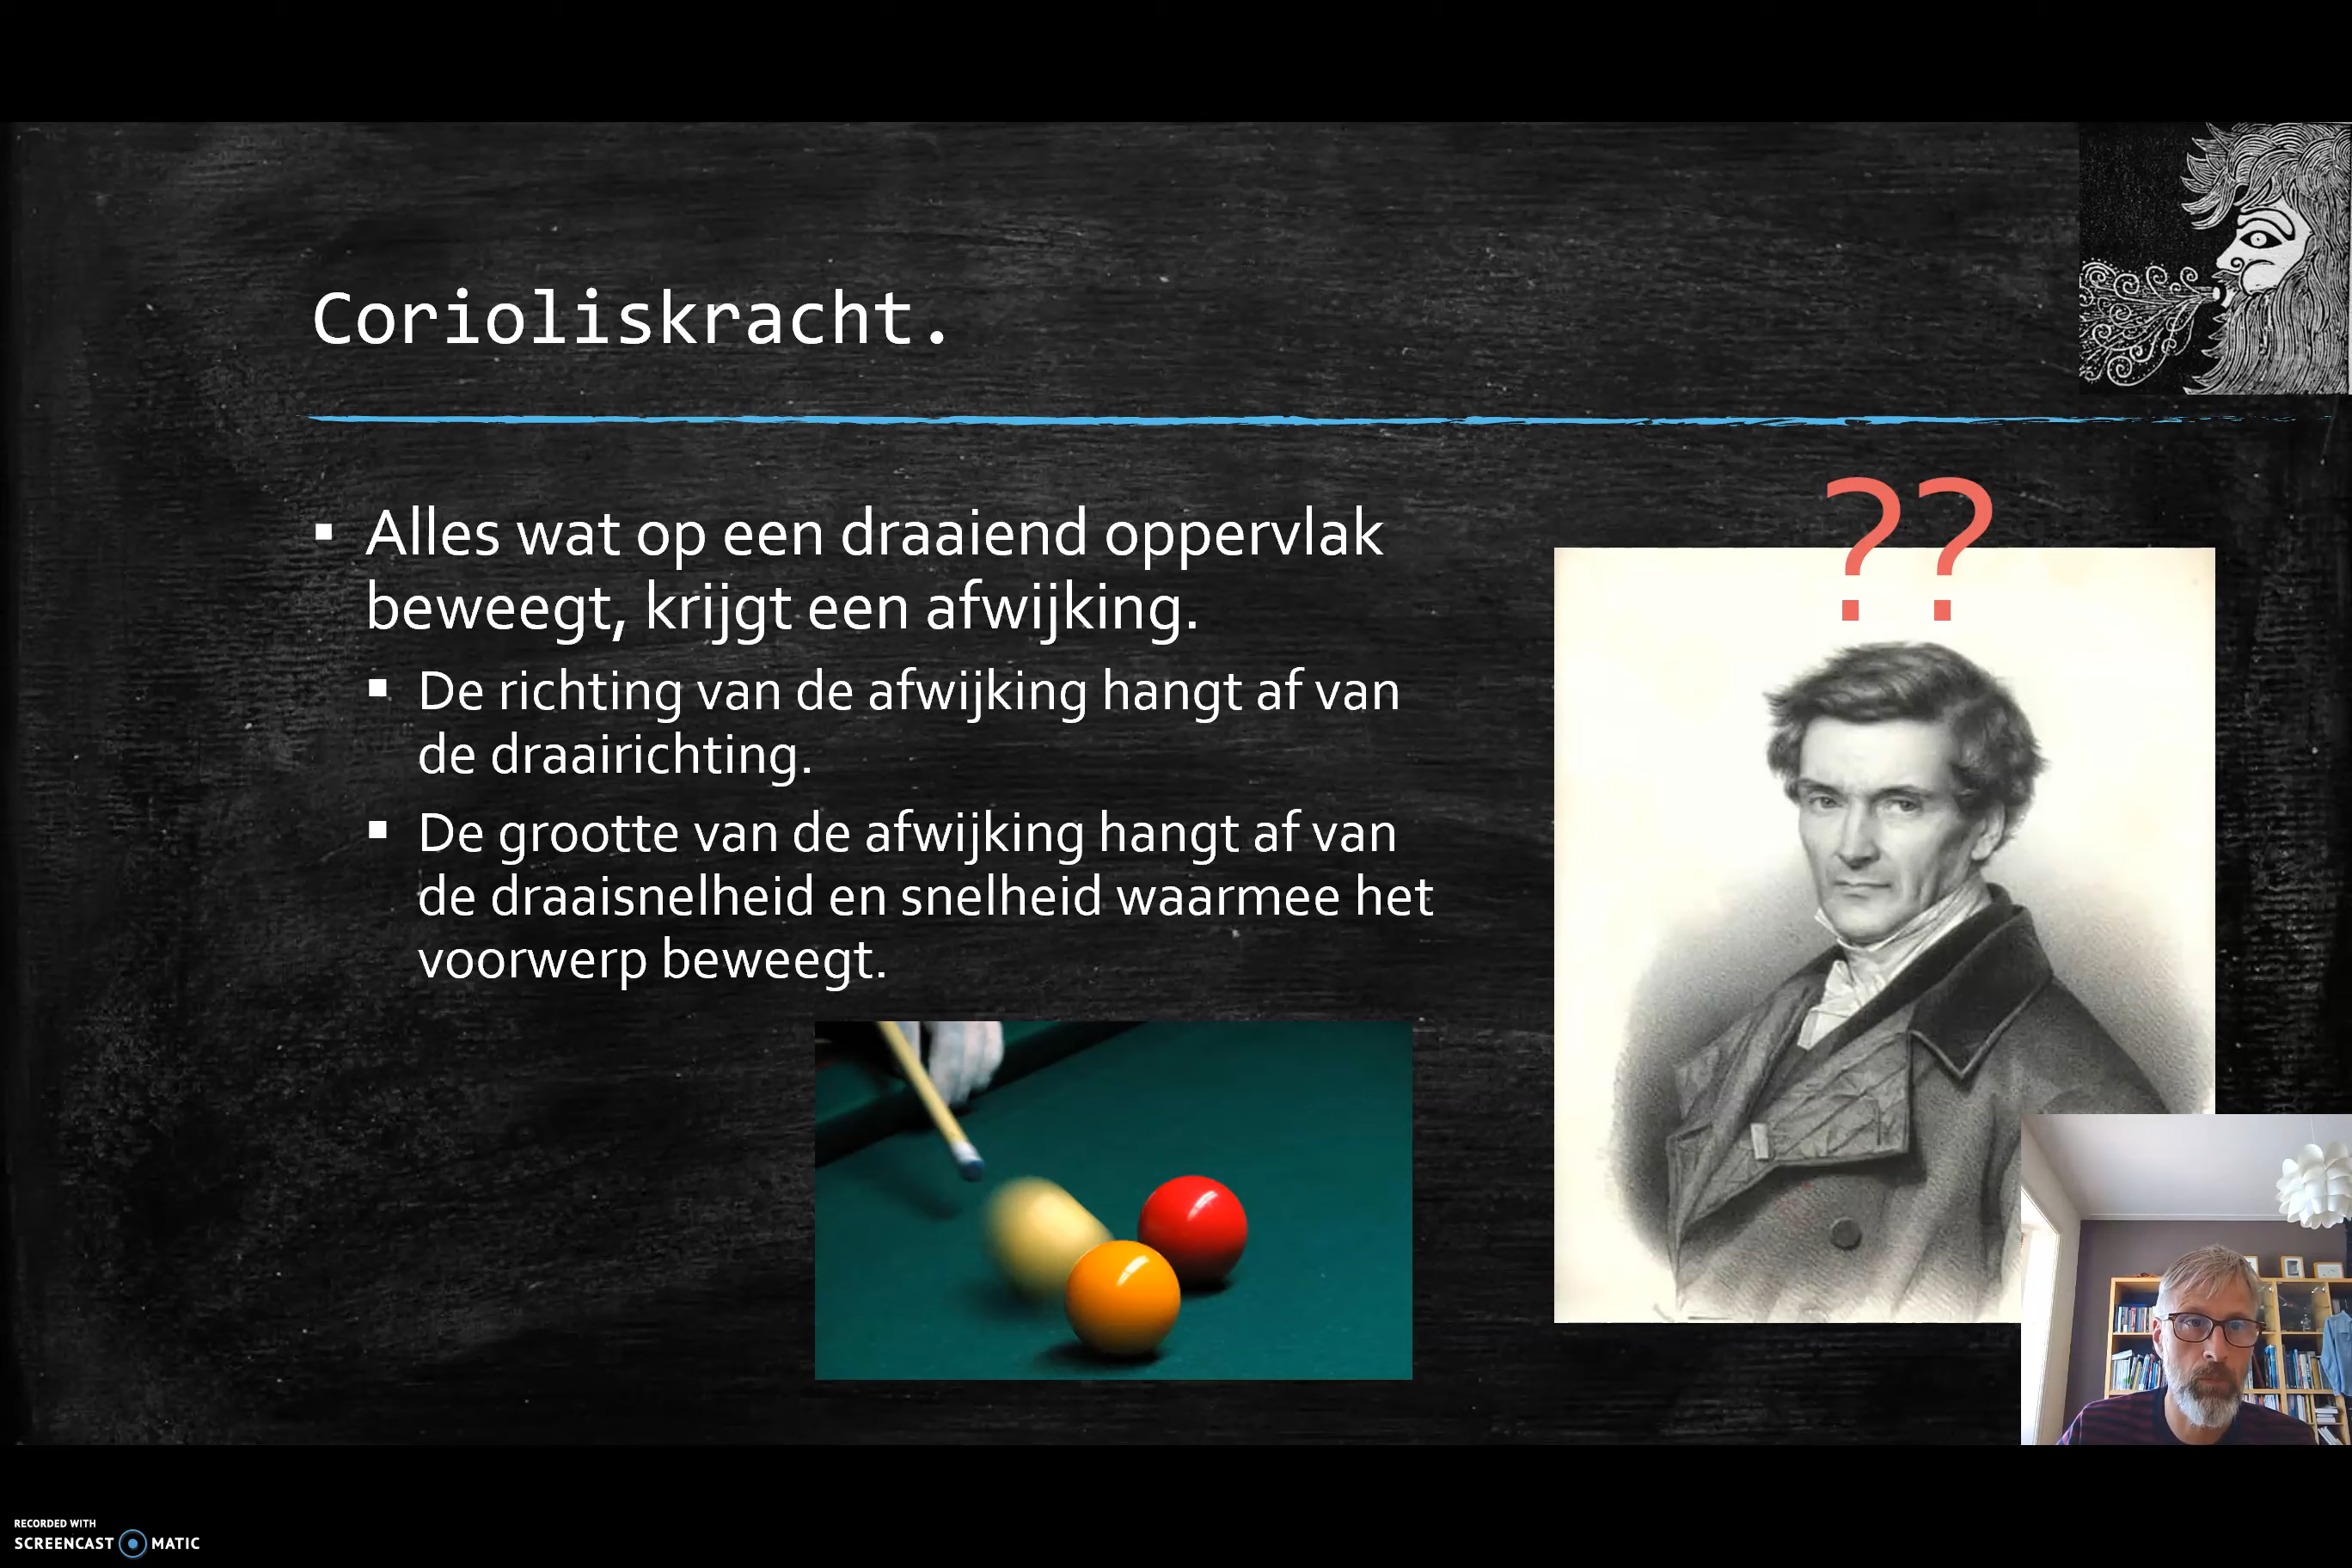 Corioliskracht.
??
▪ Alles wat op een draaiend oppervlak
beweegt, krijgt een afwijking.
▪ De richting van de afwijking hangt af van
de draairichting.
▪ De grootte van de afwijking hangt af van
de draaisnelheid en snelheid waarmee het
voorwerp beweegt.
RECORDED WITH
SCREENCAST MATIC